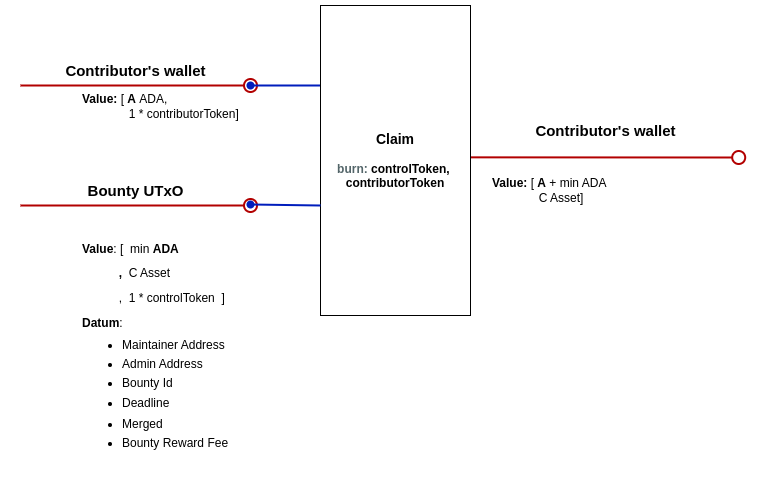 Contributor's wallet
Value: [ A ADA,
1 * contributorToken]
Bounty UTxO
Value: [ min ADA
, C Asset
, 1 * controlToken ]
Datum:
• Maintainer Address
• Admin Address
• Bounty Id
• Deadline
• Merged
• Bounty Reward Fee
Claim
burn: controlToken,
contributorToken
Contributor's wallet
Value: [ A + min ADA
C Asset]